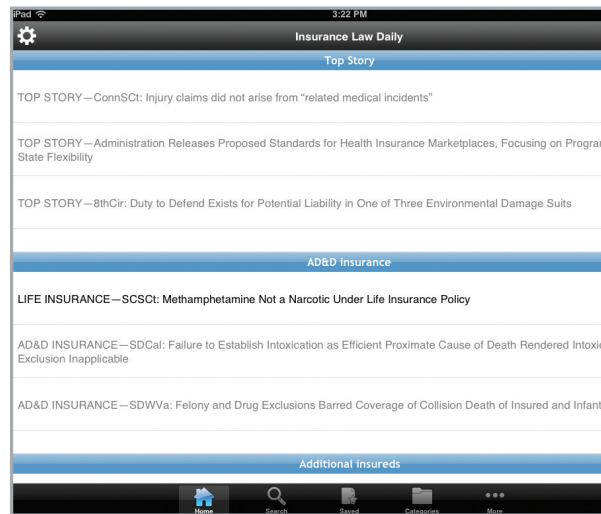 iPad 3:22 PM
Insurance Law Daily
Top Story
TOP STORY—ConnSCt: Injury claims did not arise from “related medical incidents”
TOP STORY—Administration Releases Proposed Standards for Health Insurance Marketplaces, Focusing on
State Flexibility
TOP STORY—8thCir: Duty to Defend Exists for Potential Liability in One of Three Environmental Damage Suits
AD&D insurance
LIFE INSURANCE—SCSCt: Methamphetamine Not a Narcotic Under Life Insurance Policy
AD&D INSURANCE—SDCal: Failure to Establish Intoxication as Efficient Proximate Cause of Death Rendered
Exclusion Inapplicable
AD&D INSURANCE—SDWVa: Felony and Drug Exclusions Barred Coverage of Collision Death of Insured and Infant
Additional insureds
Home Search Saved Categories More